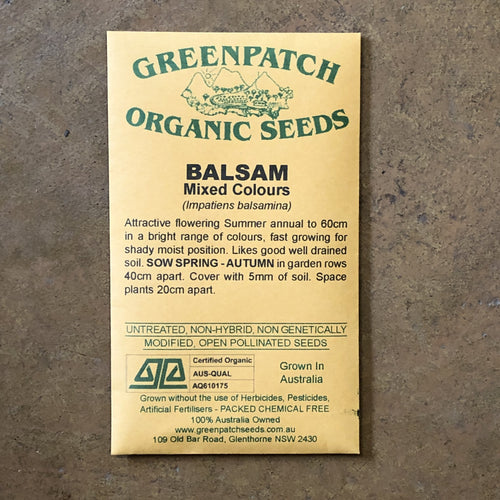 GREENPATCH
ORGANIC SEEDS
BALSAM
Mixed Colours
(Impatiens balsamina)
Attractive flowering Summer annual to 60cm
in a bright range of colours, fast growing for
shady moist position. Likes good well drained
soil. SOW SPRING - AUTUMN in garden rows
40cm apart. Cover with 5mm of soil. Space
plants 20cm apart.
UNTREATED, NON-HYBRID, NON GENETICALLY
MODIFIED, OPEN POLLINATED SEEDS
Certified Organic
AUS-QUAL
AQ610175
Grown In
Australia
Grown without the use of Herbicides, Pesticides,
Artificial Fertilisers - PACKED CHEMICAL FREE
100% Australia Owned
www.greenpatchseeds.com.au
109 Old Bar Road, Glenthorne NSW 2430